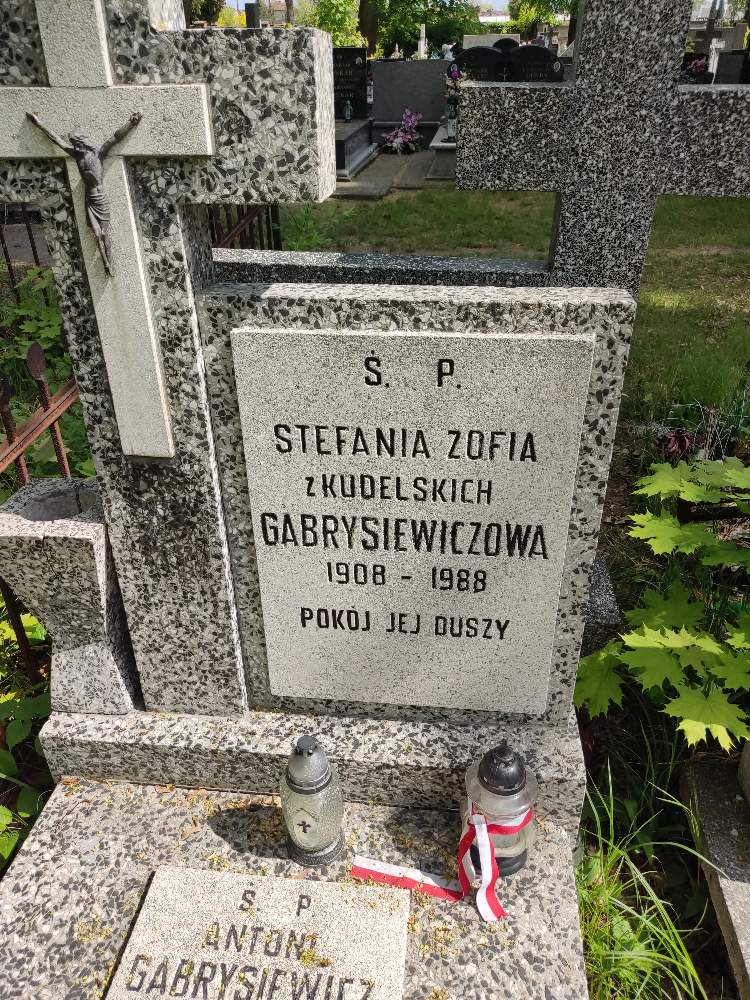 Ś. P.
STEFANIA ZOFIA
z KUDELSKICH
GABRYSIEWICZOWA
1908 - 1988
POKÓJ JEJ DUSZY
S P
ANTONI
GABRYSIEWICZ